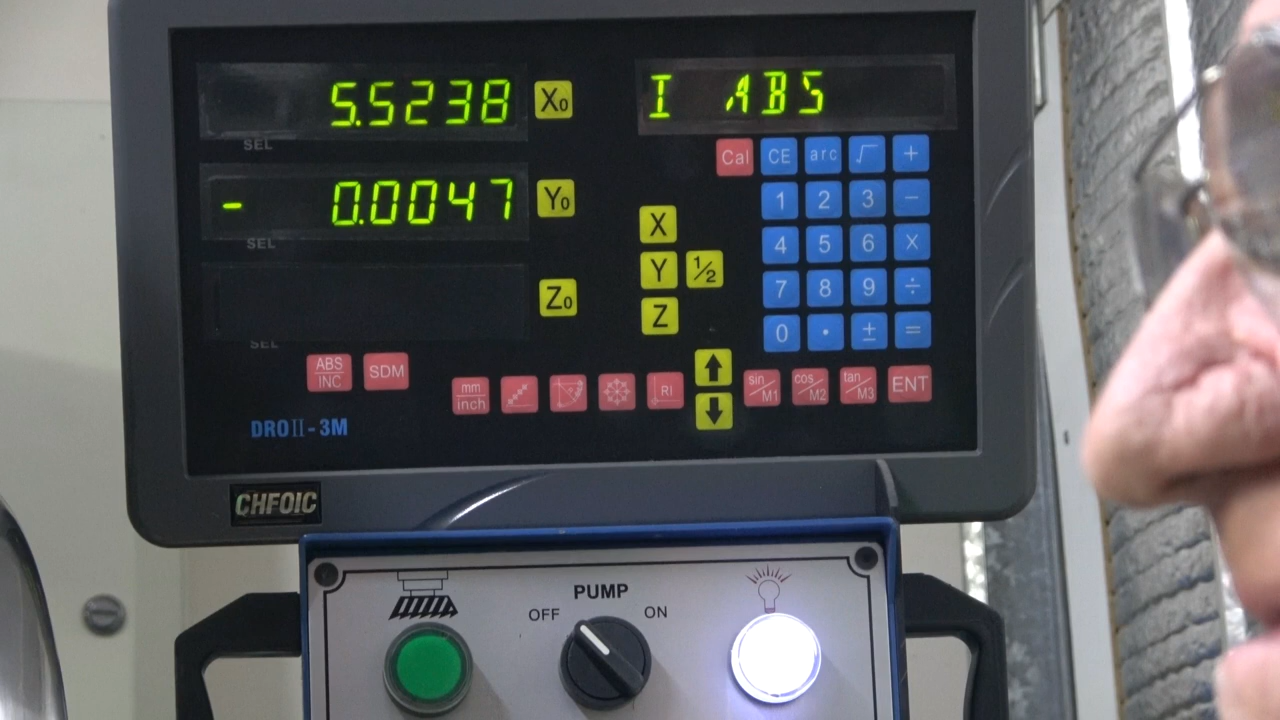 5.5238 X₀ I ABS
SEL
- 0.0047 Y₀
SEL
Z₀
SEL
Cal CE arc √ +
1 2 3 −
X 4 5 6 X
Y ½ 7 8 9 ÷
Z 0 · ± =
ABS/INC SDM
mm/inch RI sin/M1 cos/M2 tan/M3 ENT
DROII-3M
CHFOIC
PUMP
OFF ON